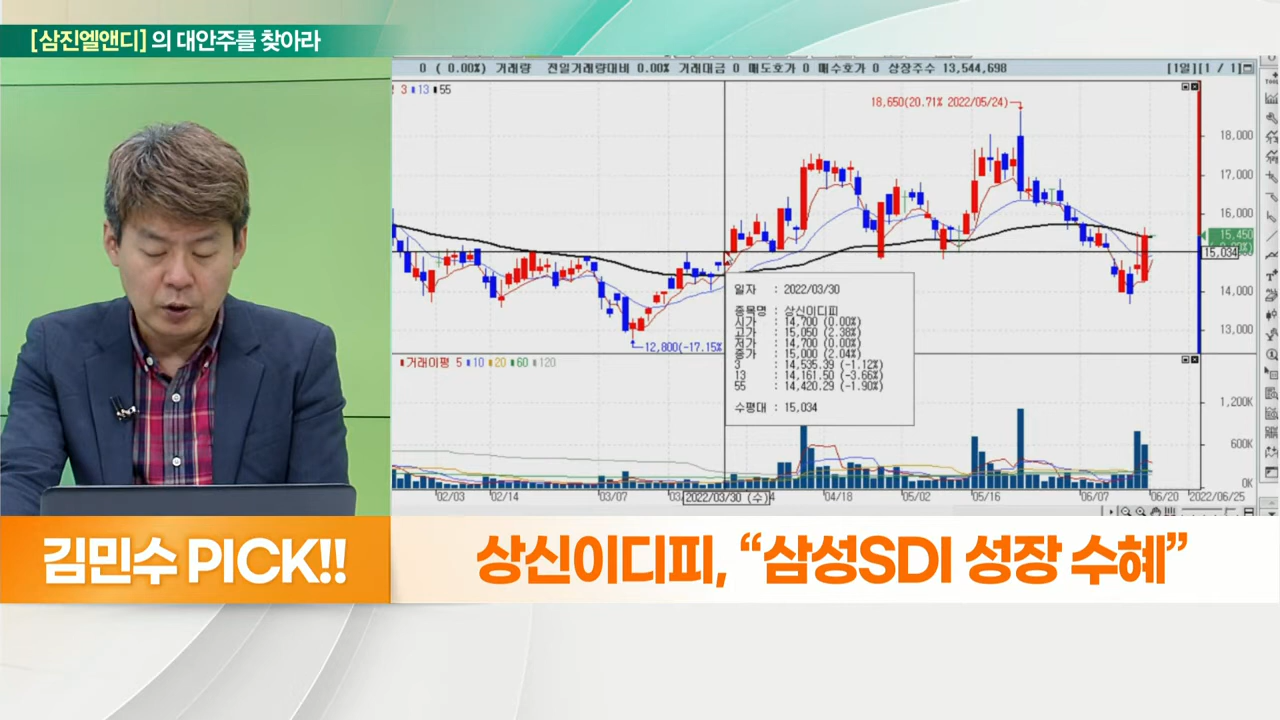 [삼진엘앤디] 의 대안주를 찾아라
0 ( 0.00%) 거래량 전일거래량대비 0.00% 거래대금 0 매도호가 0 매수호가 0 상장주수 13,544,698
[1일][1 / 1]
3 13 55
18,650(20.71% 2022/05/24)
18,000
17,000
16,000
15,450
15,034
14,000
13,000
12,800(-17.15%
일자 : 2022/03/30
종목명 : 상신이디피
시가 : 14,700 (0.00%)
고가 : 15,050 (2.38%)
저가 : 14,700 (0.00%)
종가 : 15,000 (2.04%)
3 : 14,535.39 (-1.12%)
13 : 14,161.50 (-3.66%)
55 : 14,420.29 (-1.90%)
수평대 : 15,034
거래이평 5 10 20 60 120
1,200K
600K
0K
02/03 02/14 03/07 2022/03/30 (수) 04/18 05/02 05/16 06/07 06/20 2022/06/25
김민수 PICK!!
상신이디피, “삼성SDI 성장 수혜”